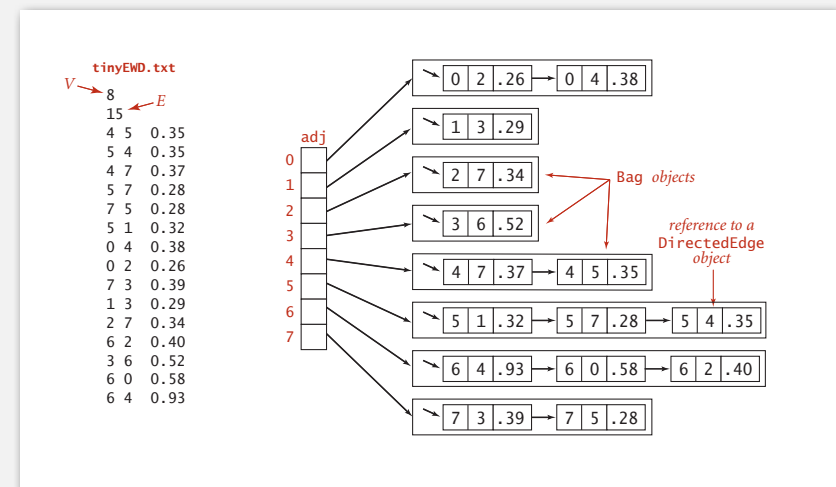 tinyEWD.txt
V
8
E
15
4 5 0.35
5 4 0.35
4 7 0.37
5 7 0.28
7 5 0.28
5 1 0.32
0 4 0.38
0 2 0.26
7 3 0.39
1 3 0.29
2 7 0.34
6 2 0.40
3 6 0.52
6 0 0.58
6 4 0.93
adj
0
1
2
3
4
5
6
7
0 2 .26 0 4 .38
1 3 .29
2 7 .34
3 6 .52
4 7 .37 4 5 .35
5 1 .32 5 7 .28 5 4 .35
6 4 .93 6 0 .58 6 2 .40
7 3 .39 7 5 .28
Bag objects
reference to a
DirectedEdge
object